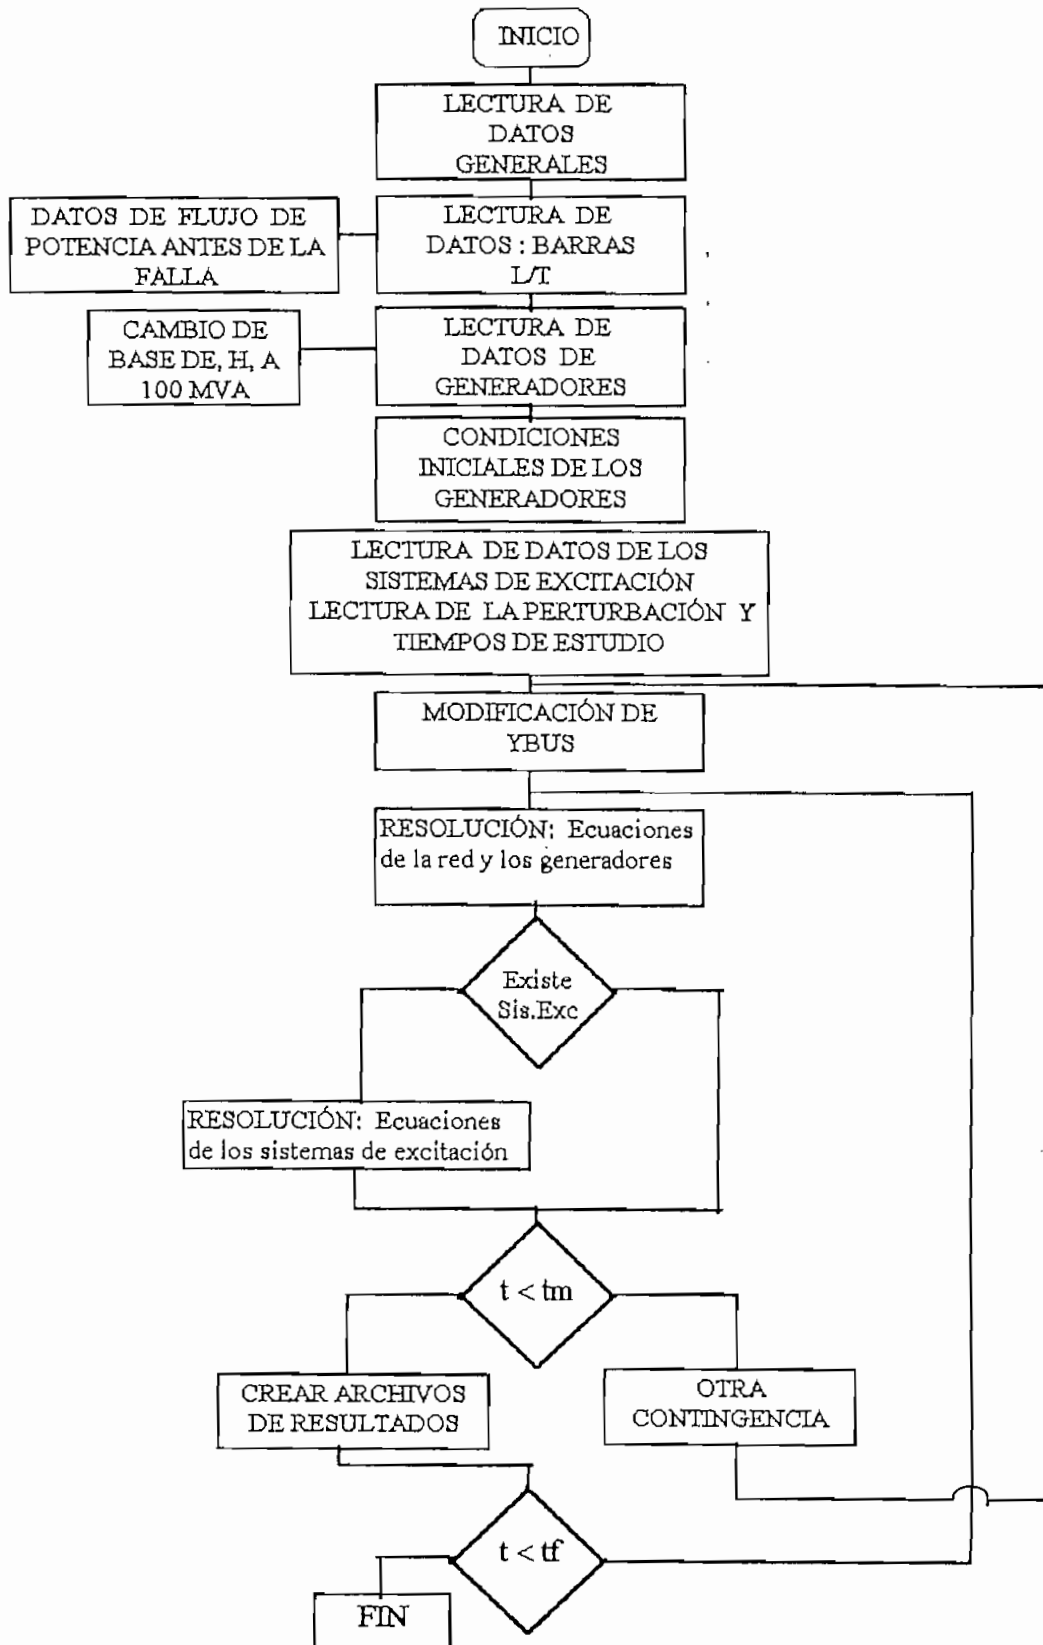 INICIO
LECTURA DE
DATOS
GENERALES
DATOS DE FLUJO DE
POTENCIA ANTES DE LA
FALLA
LECTURA DE
DATOS : BARRAS
L/T
CAMBIO DE
BASE DE, H, A
100 MVA
LECTURA DE
DATOS DE
GENERADORES
CONDICIONES
INICIALES DE LOS
GENERADORES
LECTURA DE DATOS DE LOS
SISTEMAS DE EXCITACIÓN
LECTURA DE LA PERTURBACIÓN Y
TIEMPOS DE ESTUDIO
MODIFICACIÓN DE
YBUS
RESOLUCIÓN: Ecuaciones
de la red y los generadores
Existe
Sis.Exc
RESOLUCIÓN: Ecuaciones
de los sistemas de excitación
t < tm
CREAR ARCHIVOS
DE RESULTADOS
OTRA
CONTINGENCIA
t < tf
FIN